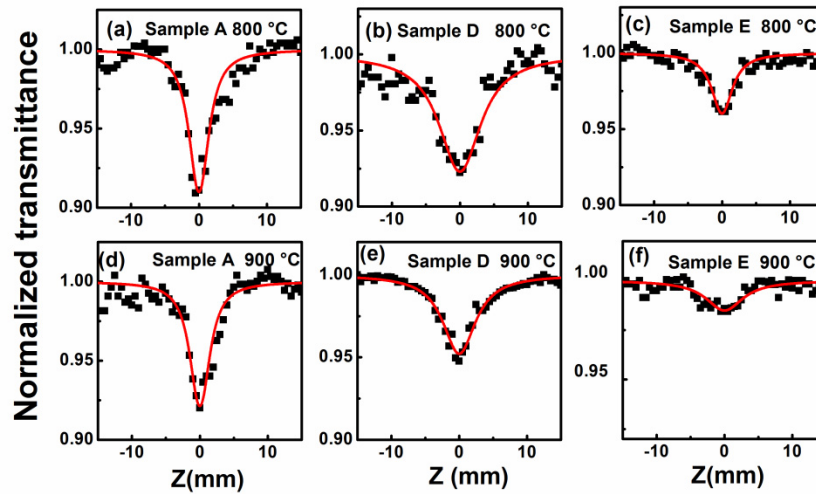 Normalized transmittance
(a) Sample A 800 °C
1.00
0.95
0.90
-10 0 10
(b) Sample D 800 °C
1.00
0.95
0.90
-10 0 10
(c) Sample E 800 °C
1.00
0.95
0.90
-10 0 10
(d) Sample A 900 °C
1.00
0.95
0.90
-10 0 10
Z(mm)
(e) Sample D 900 °C
1.00
0.95
0.90
-10 0 10
Z (mm)
(f) Sample E 900 °C
1.00
0.95
-10 0 10
Z(mm)